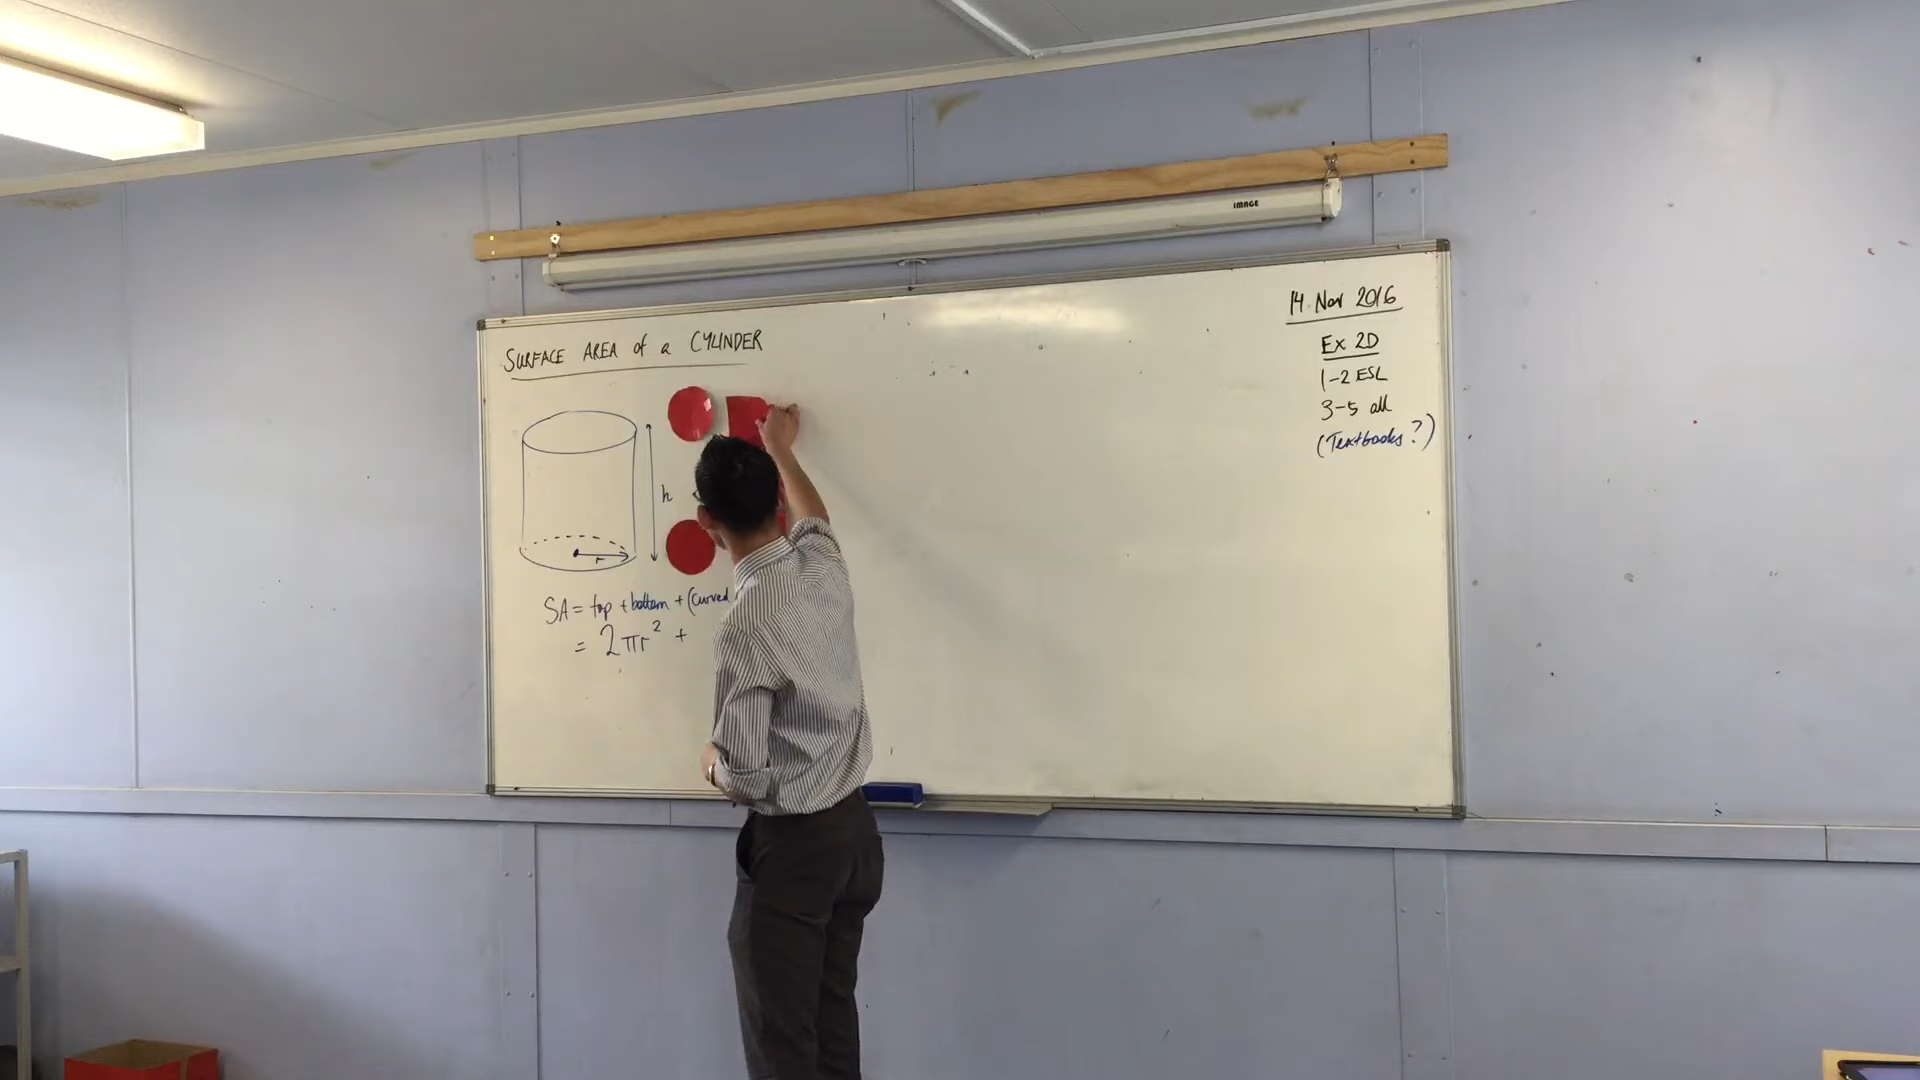 IMAGE
SURFACE AREA of a CYLINDER
h
r
SA = top + bottom + (curved
= 2πr² +
14 Nov 2016
Ex 2D
1-2 ESL
3-5 all
(Textbooks?)